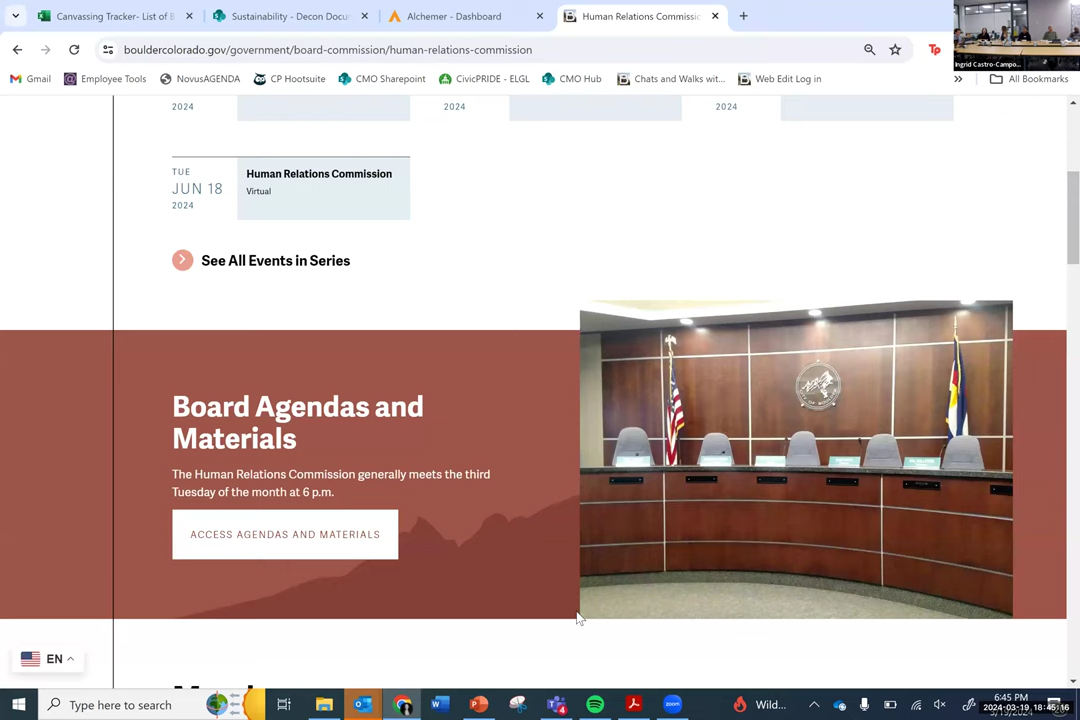 Canvassing Tracker- List of B
Sustainability - Decon Docu
Alchemer - Dashboard
Human Relations Commissic
bouldercolorado.gov/government/board-commission/human-relations-commission
Ingrid Castro-Campo...
Gmail
Employee Tools
NovusAGENDA
CP Hootsuite
CMO Sharepoint
CivicPRIDE - ELGL
CMO Hub
Chats and Walks wit...
Web Edit Log in
All Bookmarks
2024
2024
2024
TUE
JUN 18
2024
Human Relations Commission
Virtual
See All Events in Series
Board Agendas and
Materials
The Human Relations Commission generally meets the third
Tuesday of the month at 6 p.m.
ACCESS AGENDAS AND MATERIALS
EN
Type here to search
Wild...
6:45 PM
2024-03-19 18:45:16